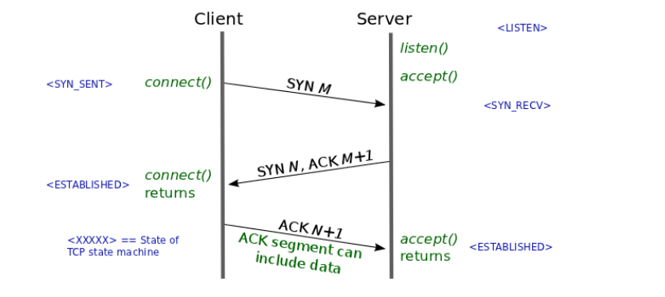 Client
Server
<LISTEN>
listen()
accept()
<SYN_SENT>
connect()
SYN M
<SYN_RECV>
SYN N, ACK M+1
connect()
returns
<ESTABLISHED>
ACK N+1
<XXXXX> == State of
TCP state machine
ACK segment can
include data
accept()
returns
<ESTABLISHED>